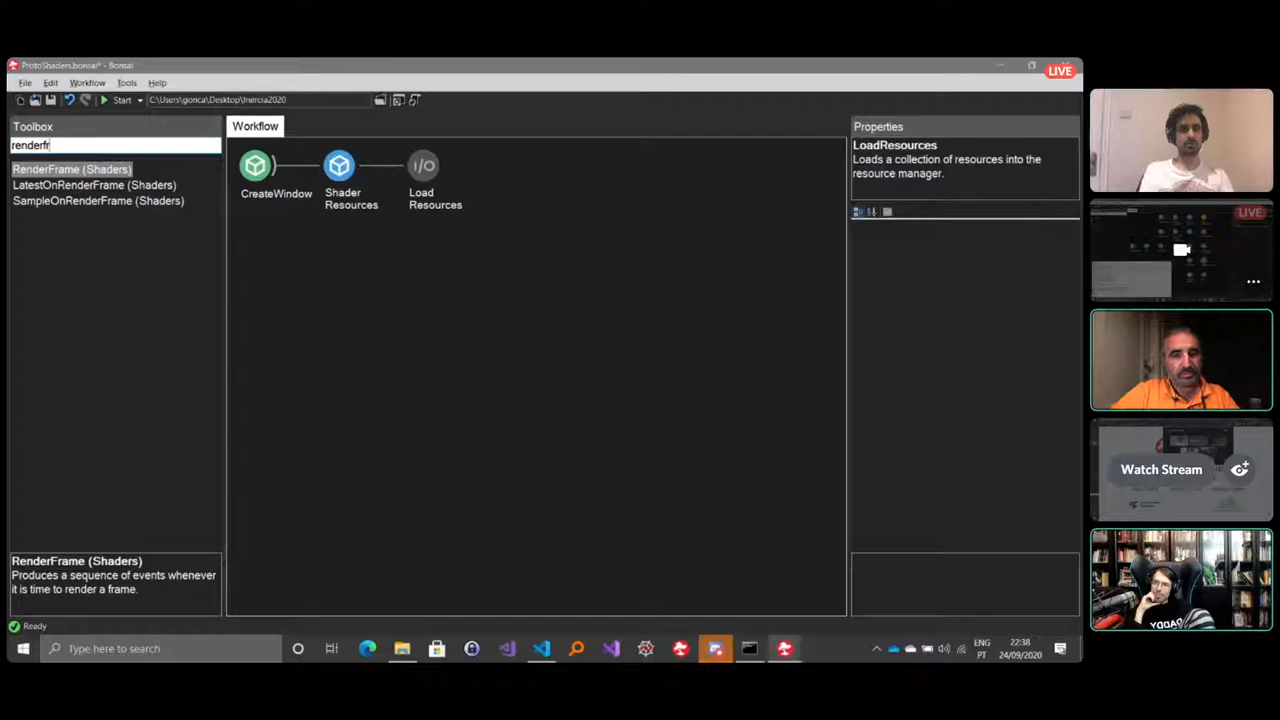 ProtoShaders.bonsai* - Bonsai
LIVE
File Edit Workflow Tools Help
Start C:\Users\gonca\Desktop\Inercia2020
Toolbox
Workflow
Properties
renderfr
LoadResources
Loads a collection of resources into the
resource manager.
RenderFrame (Shaders)
LatestOnRenderFrame (Shaders)
SampleOnRenderFrame (Shaders)
CreateWindow
Shader
Resources
I/O
Load
Resources
LIVE
Watch Stream
RenderFrame (Shaders)
Produces a sequence of events whenever
it is time to render a frame.
Ready
Type here to search
ENG
PT
22:38
24/09/2020